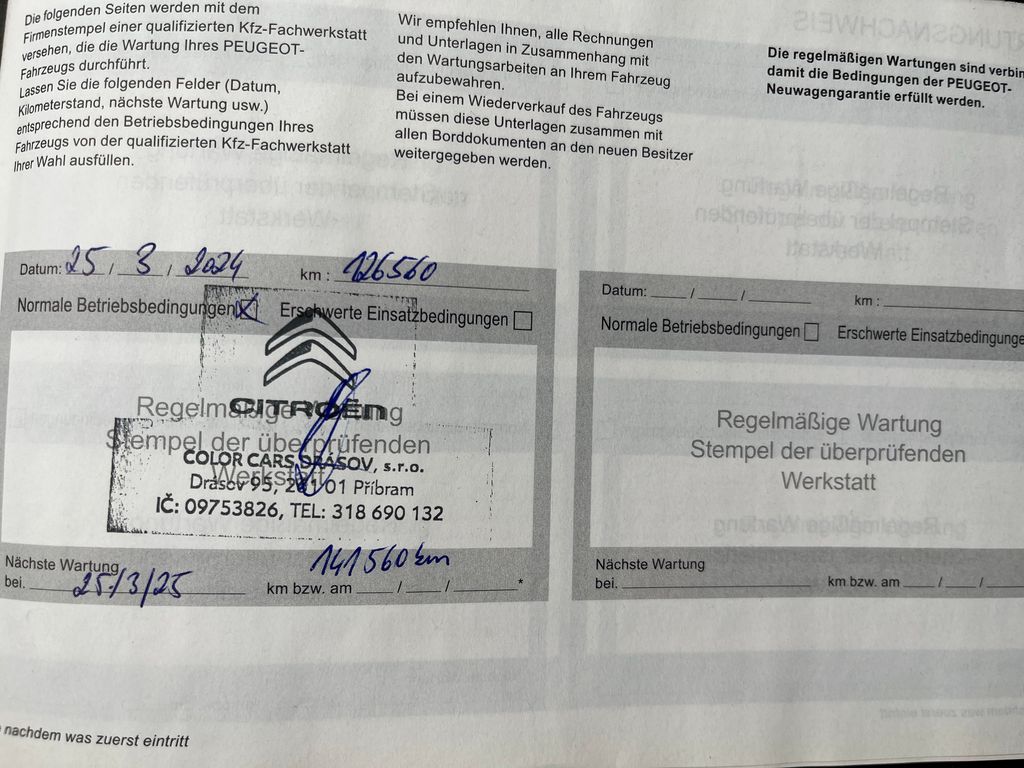 Die folgenden Seiten werden mit dem
Firmenstempel einer qualifizierten Kfz-Fachwerkstatt
versehen, die die Wartung Ihres PEUGEOT-
Fahrzeugs durchführt.
Lassen Sie die folgenden Felder (Datum,
Kilometerstand, nächste Wartung usw.)
entsprechend den Betriebsbedingungen Ihres
Fahrzeugs von der qualifizierten Kfz-Fachwerkstatt
Ihrer Wahl ausfüllen.
Wir empfehlen Ihnen, alle Rechnungen
und Unterlagen in Zusammenhang mit
den Wartungsarbeiten an Ihrem Fahrzeug
aufzubewahren.
Bei einem Wiederverkauf des Fahrzeugs
müssen diese Unterlagen zusammen mit
allen Borddokumenten an den neuen Besitzer
weitergegeben werden.
Die regelmäßigen Wartungen sind verbin
damit die Bedingungen der PEUGEOT-
Neuwagengarantie erfüllt werden.
Datum: 25 / 3 / 2024 km : 126560
Normale Betriebsbedingungen Erschwerte Einsatzbedingungen
CITROËN
Regelmäßige Wartung
Stempel der überprüfenden
Werkstatt
COLOR CARS DRÁSOV, s.r.o.
Drásov 95, 261 01 Příbram
IČ: 09753826, TEL: 318 690 132
Nächste Wartung 141560 km
bei. 25/3/25 km bzw. am / / *
Datum: / / km :
Normale Betriebsbedingungen Erschwerte Einsatzbedingunge
Regelmäßige Wartung
Stempel der überprüfenden
Werkstatt
Nächste Wartung
bei. km bzw. am / /
nachdem was zuerst eintritt